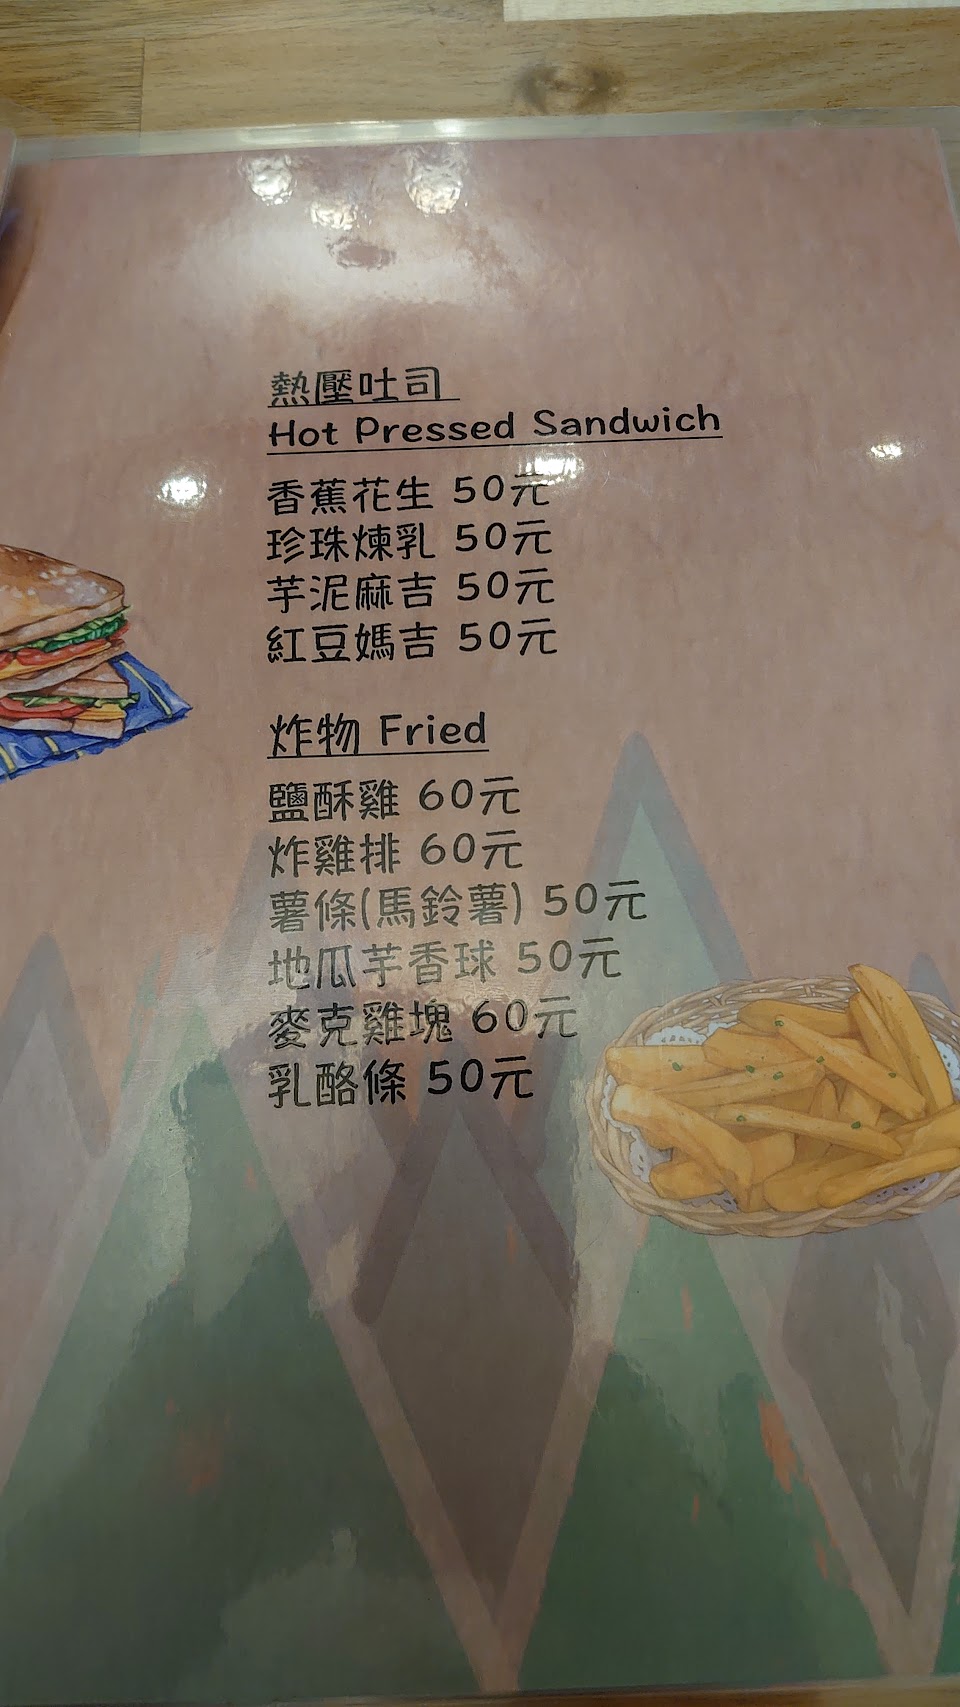 熱壓吐司
Hot Pressed Sandwich
香蕉花生 50元
珍珠煉乳 50元
芋泥麻吉 50元
紅豆媽吉 50元
炸物 Fried
鹽酥雞 60元
炸雞排 60元
薯條(馬鈴薯) 50元
地瓜芋香球 50元
麥克雞塊 60元
乳酪條 50元